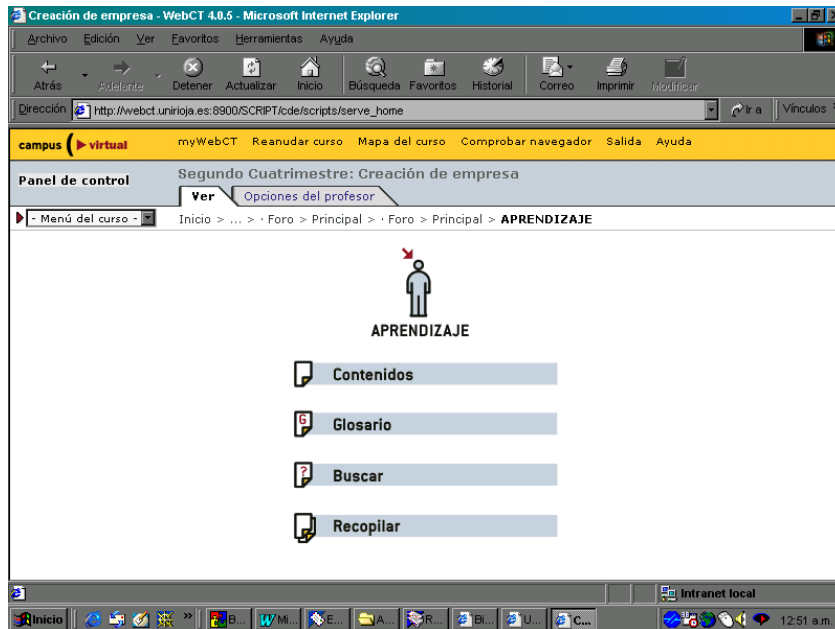 Creación de empresa - WebCT 4.0.5 - Microsoft Internet Explorer
Archivo Edición Ver Favoritos Herramientas Ayuda
Atrás Adelante Detener Actualizar Inicio Búsqueda Favoritos Historial Correo Imprimir Modificar
Dirección http://webct.unirioja.es:8900/SCRIPT/cde/scripts/serve_home Ir a Vínculos
campus ( virtual myWebCT Reanudar curso Mapa del curso Comprobar navegador Salida Ayuda
Panel de control Segundo Cuatrimestre: Creación de empresa
Ver Opciones del profesor
- Menú del curso - Inicio > ... > · Foro > Principal > · Foro > Principal > APRENDIZAJE
APRENDIZAJE
Contenidos
G Glosario
? Buscar
Recopilar
Intranet local
Inicio » B... Mi... E... A... R... Bi... U... C... 12:51 a.m.